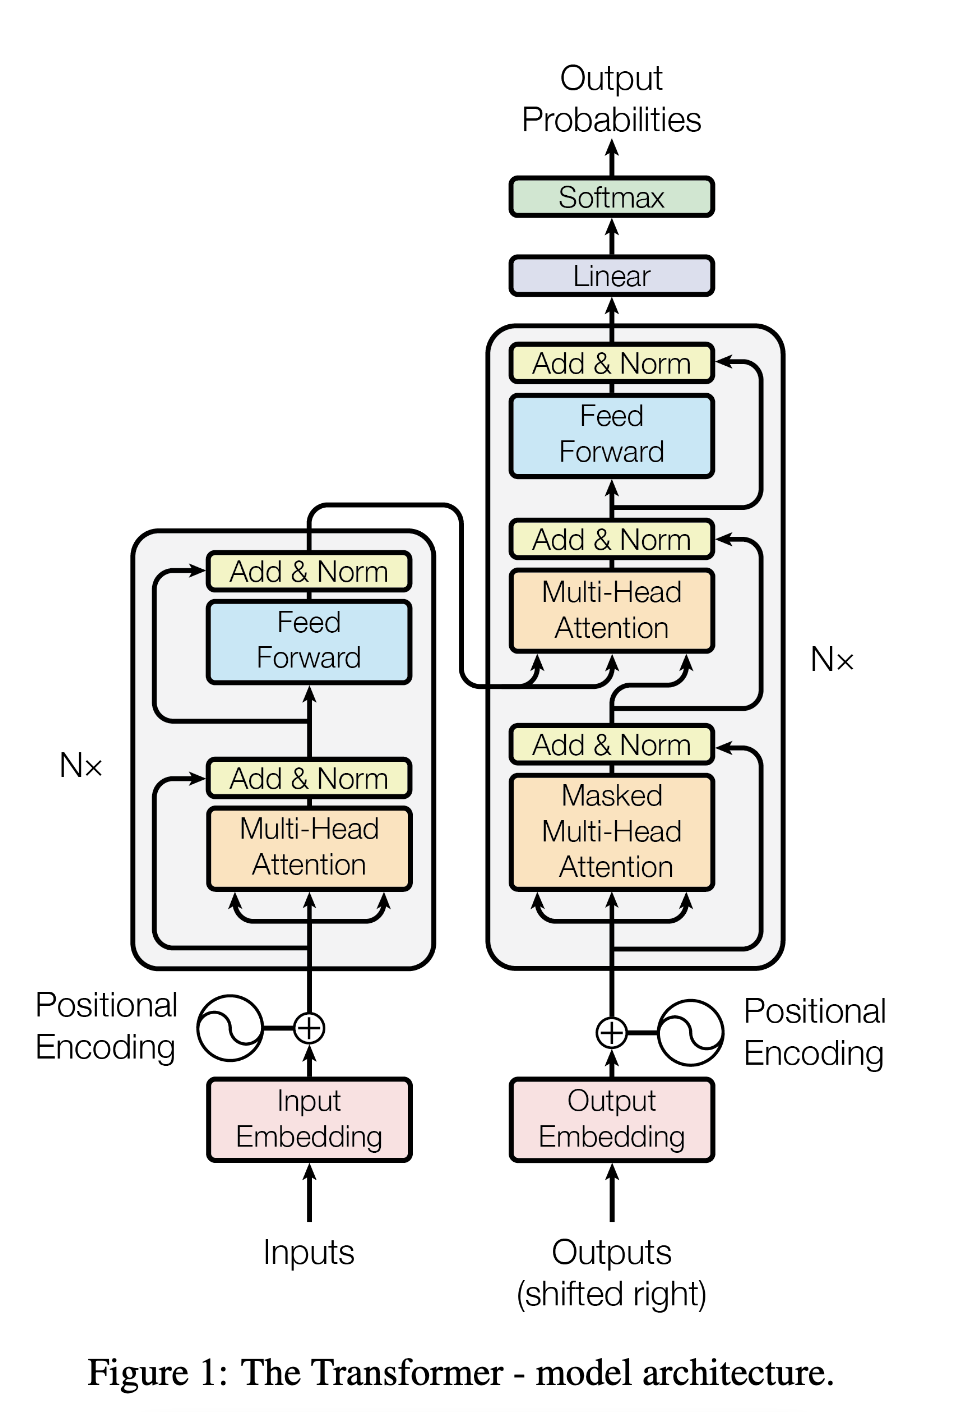 Output
Probabilities
Softmax
Linear
Add & Norm
Feed
Forward
Add & Norm
Multi-Head
Attention
N×
Add & Norm
Masked
Multi-Head
Attention
Add & Norm
Feed
Forward
N×
Add & Norm
Multi-Head
Attention
Positional
Encoding
Positional
Encoding
Input
Embedding
Output
Embedding
Inputs
Outputs
(shifted right)
Figure 1: The Transformer - model architecture.